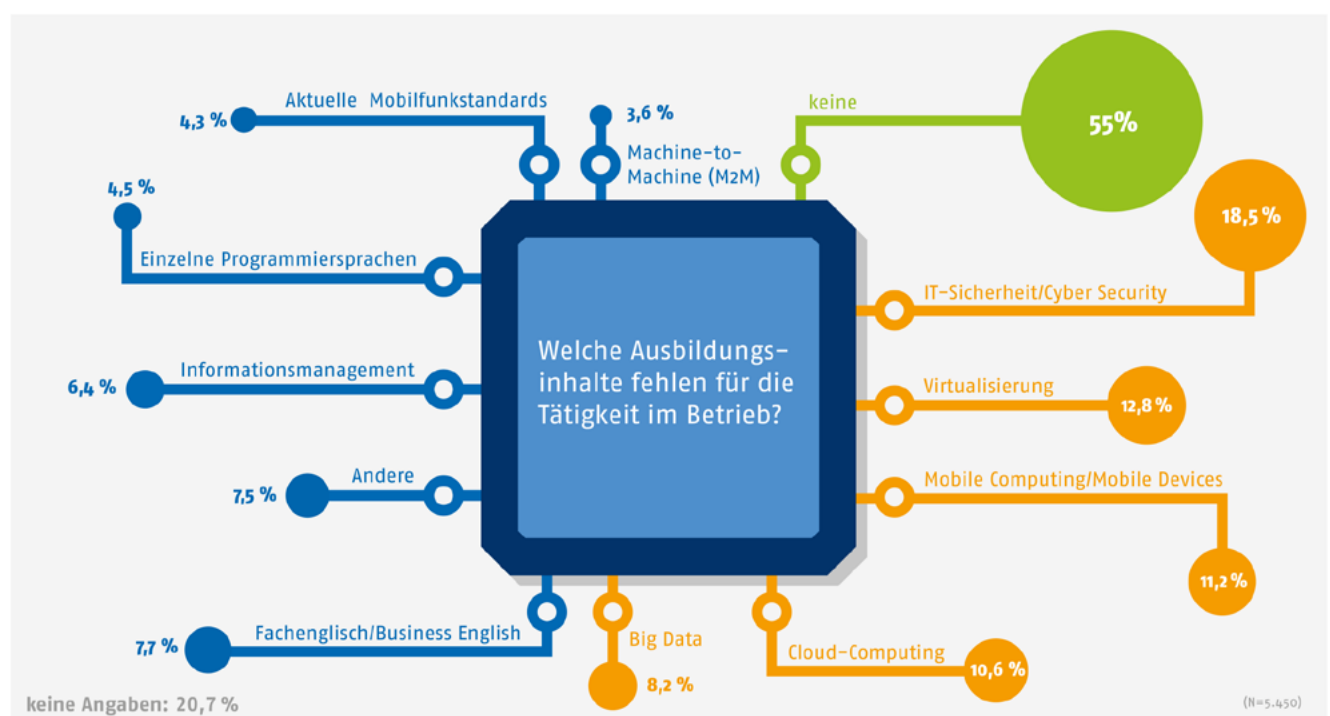 Aktuelle Mobilfunkstandards
4,3 %
3,6 %
Machine-to-
Machine (M2M)
keine
55%
4,5 %
Einzelne Programmiersprachen
18,5 %
IT-Sicherheit/Cyber Security
Welche Ausbildungs-
inhalte fehlen für die
Tätigkeit im Betrieb?
Informationsmanagement
6,4 %
Virtualisierung
12,8 %
Andere
7,5 %
Mobile Computing/Mobile Devices
11,2 %
Fachenglisch/Business English
7,7 %
Big Data
8,2 %
Cloud-Computing
10,6 %
keine Angaben: 20,7 %
(N=5.450)